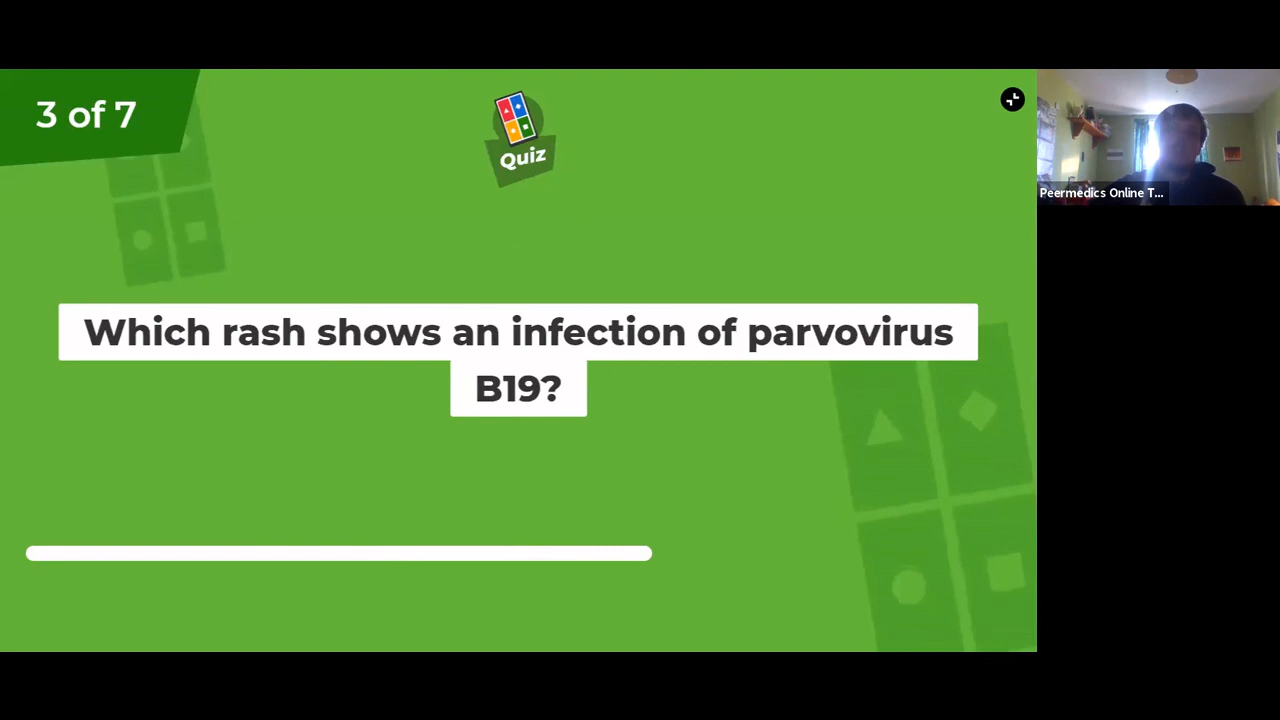 3 of 7
Quiz
Which rash shows an infection of parvovirus
B19?
Peermedics Online T...